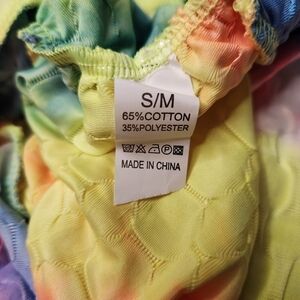 S/M
65%COTTON
35%POLYESTER
MADE IN CHINA